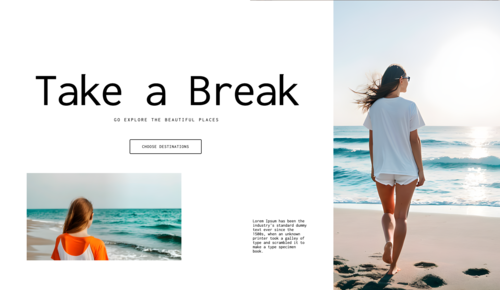 Take a Break
GO EXPLORE THE BEAUTIFUL PLACES
CHOOSE DESTINATIONS
Lorem Ipsum has been the
industry's standard dummy
text ever since the
1500s, when an unknown
printer took a galley of
type and scrambled it to
make a type specimen
book.